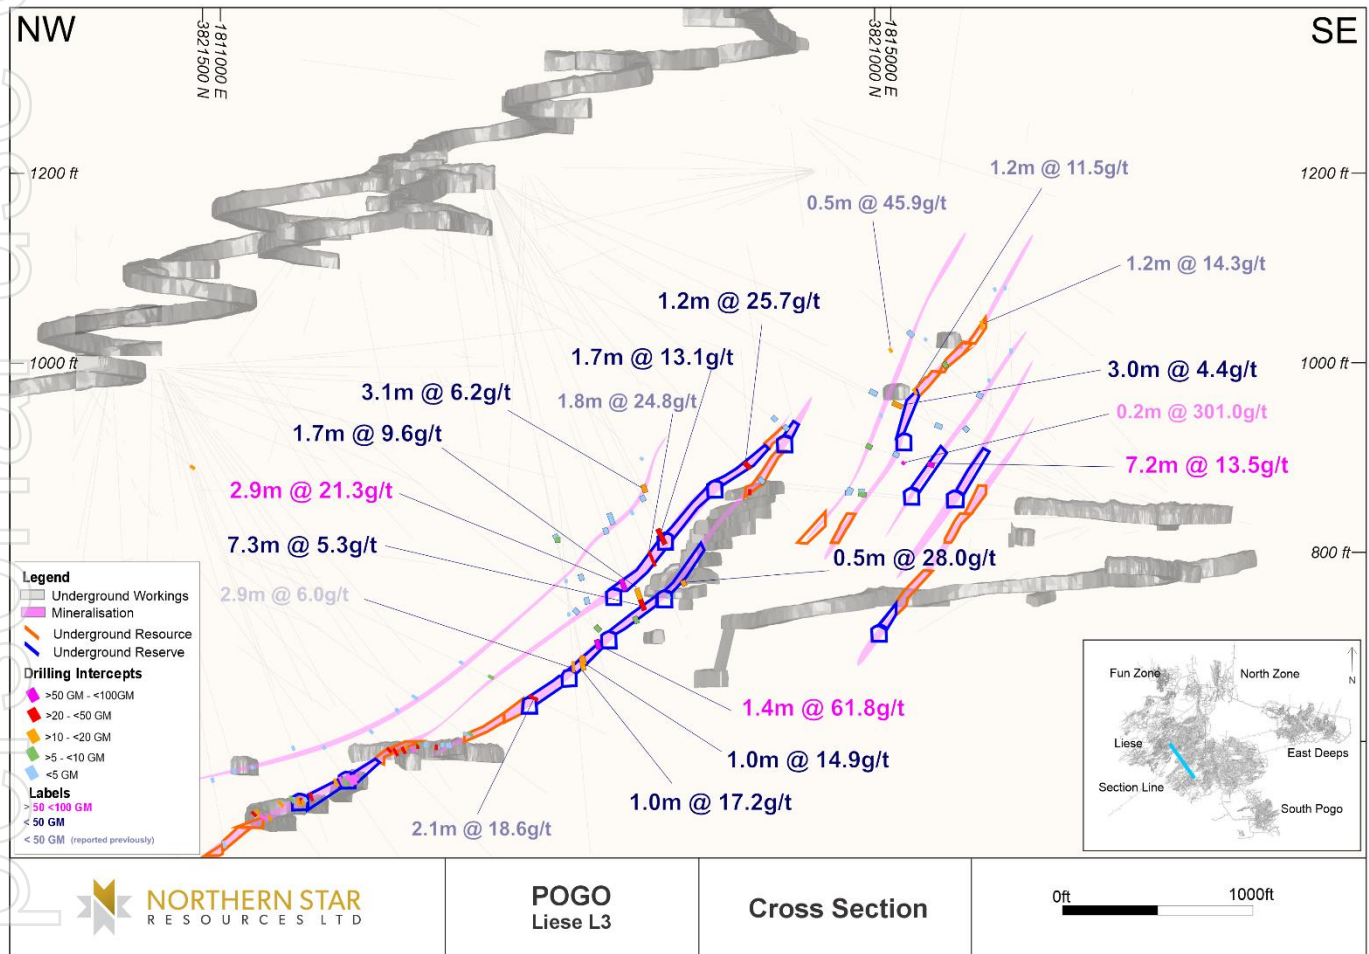 NW
SE
3821500 N
1811000 E
3821000 N
1815000 E
1200 ft
1200 ft
1.2m @ 11.5g/t
0.5m @ 45.9g/t
1.2m @ 14.3g/t
1.2m @ 25.7g/t
1.7m @ 13.1g/t
1000 ft
1000 ft
3.0m @ 4.4g/t
3.1m @ 6.2g/t
1.8m @ 24.8g/t
0.2m @ 301.0g/t
1.7m @ 9.6g/t
7.2m @ 13.5g/t
2.9m @ 21.3g/t
7.3m @ 5.3g/t
800 ft
800 ft
0.5m @ 28.0g/t
2.9m @ 6.0g/t
1.4m @ 61.8g/t
1.0m @ 14.9g/t
1.0m @ 17.2g/t
2.1m @ 18.6g/t
Legend
Underground Workings
Mineralisation
Underground Resource
Underground Reserve
Drilling Intercepts
>50 GM - <100GM
>20 - <50 GM
>10 - <20 GM
>5 - <10 GM
<5 GM
Labels
> 50 <100 GM
< 50 GM
< 50 GM (reported previously)
Fun Zone
North Zone
N
Liese
East Deeps
Section Line
South Pogo
NORTHERN STAR
RESOURCES LTD
POGO
Liese L3
Cross Section
0ft
1000ft